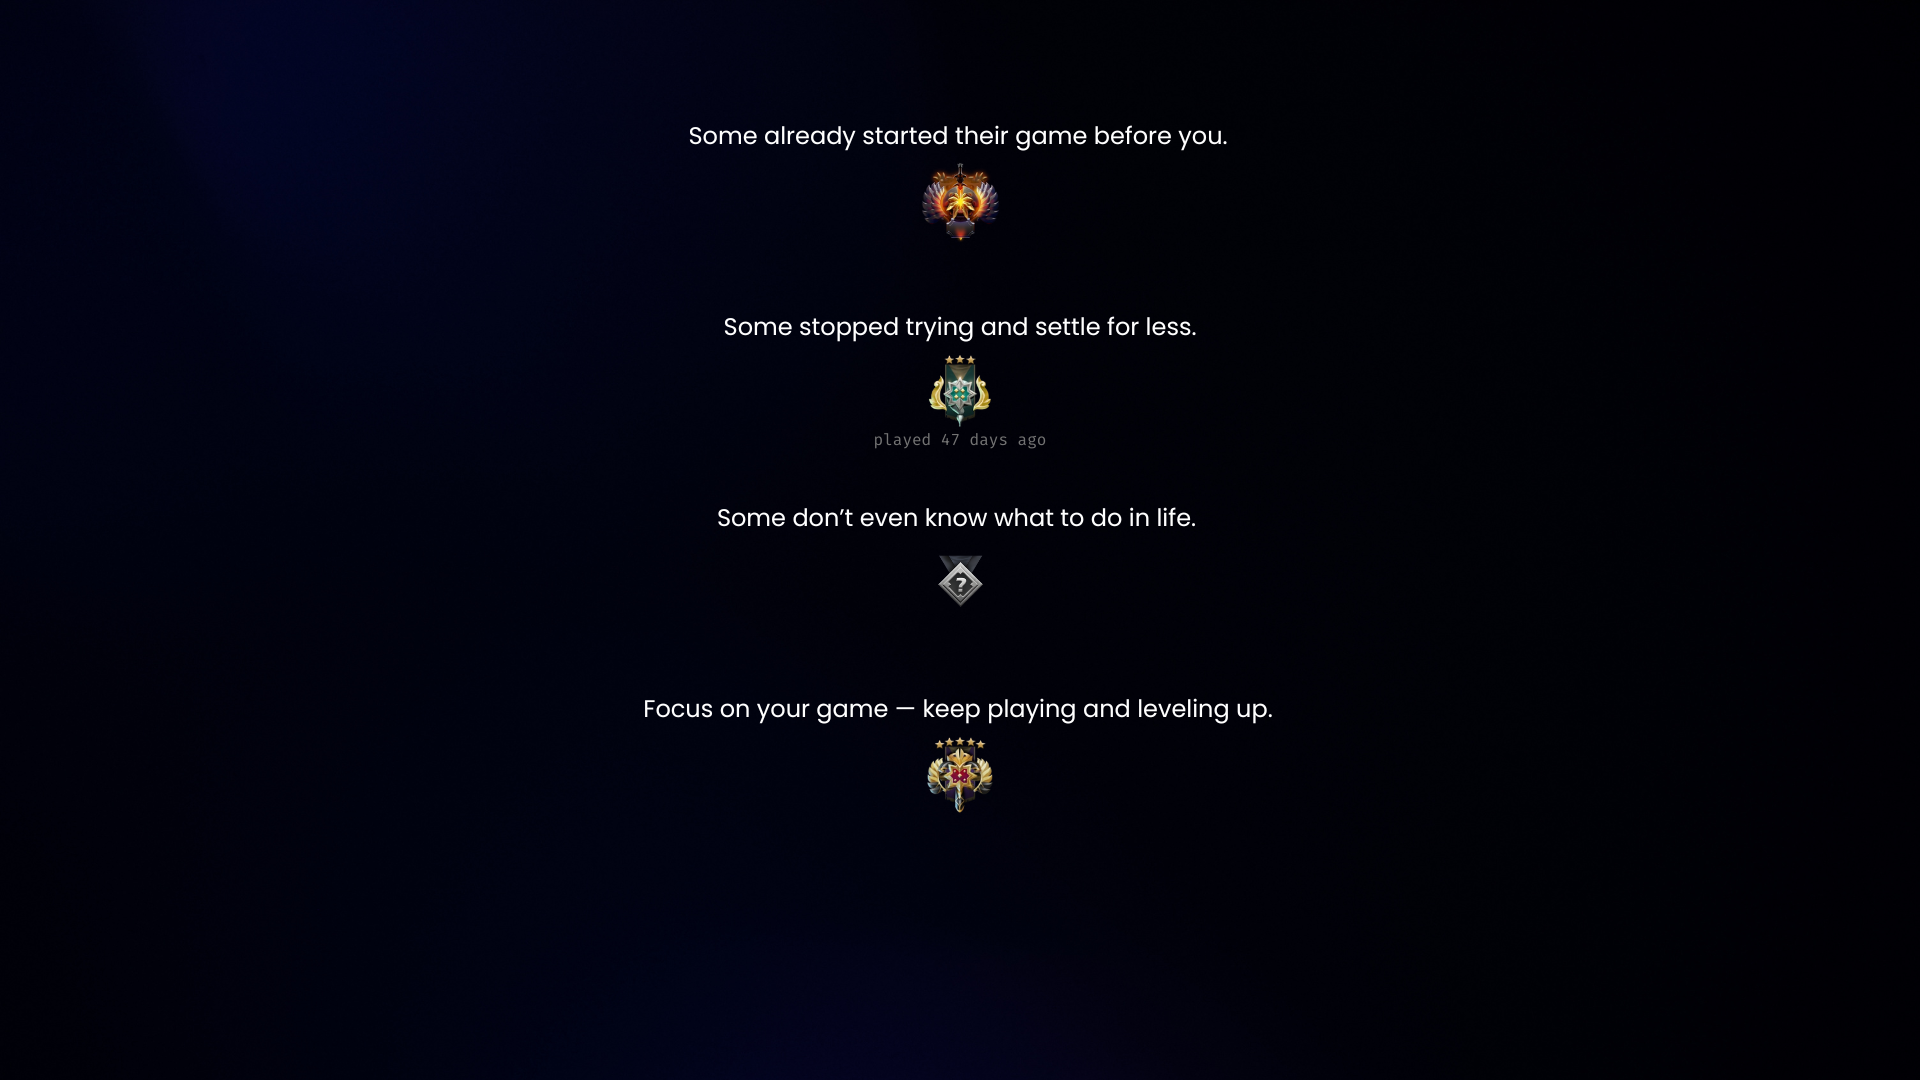 Some already started their game before you.
Some stopped trying and settle for less.
played 47 days ago
Some don’t even know what to do in life.
?
Focus on your game — keep playing and leveling up.